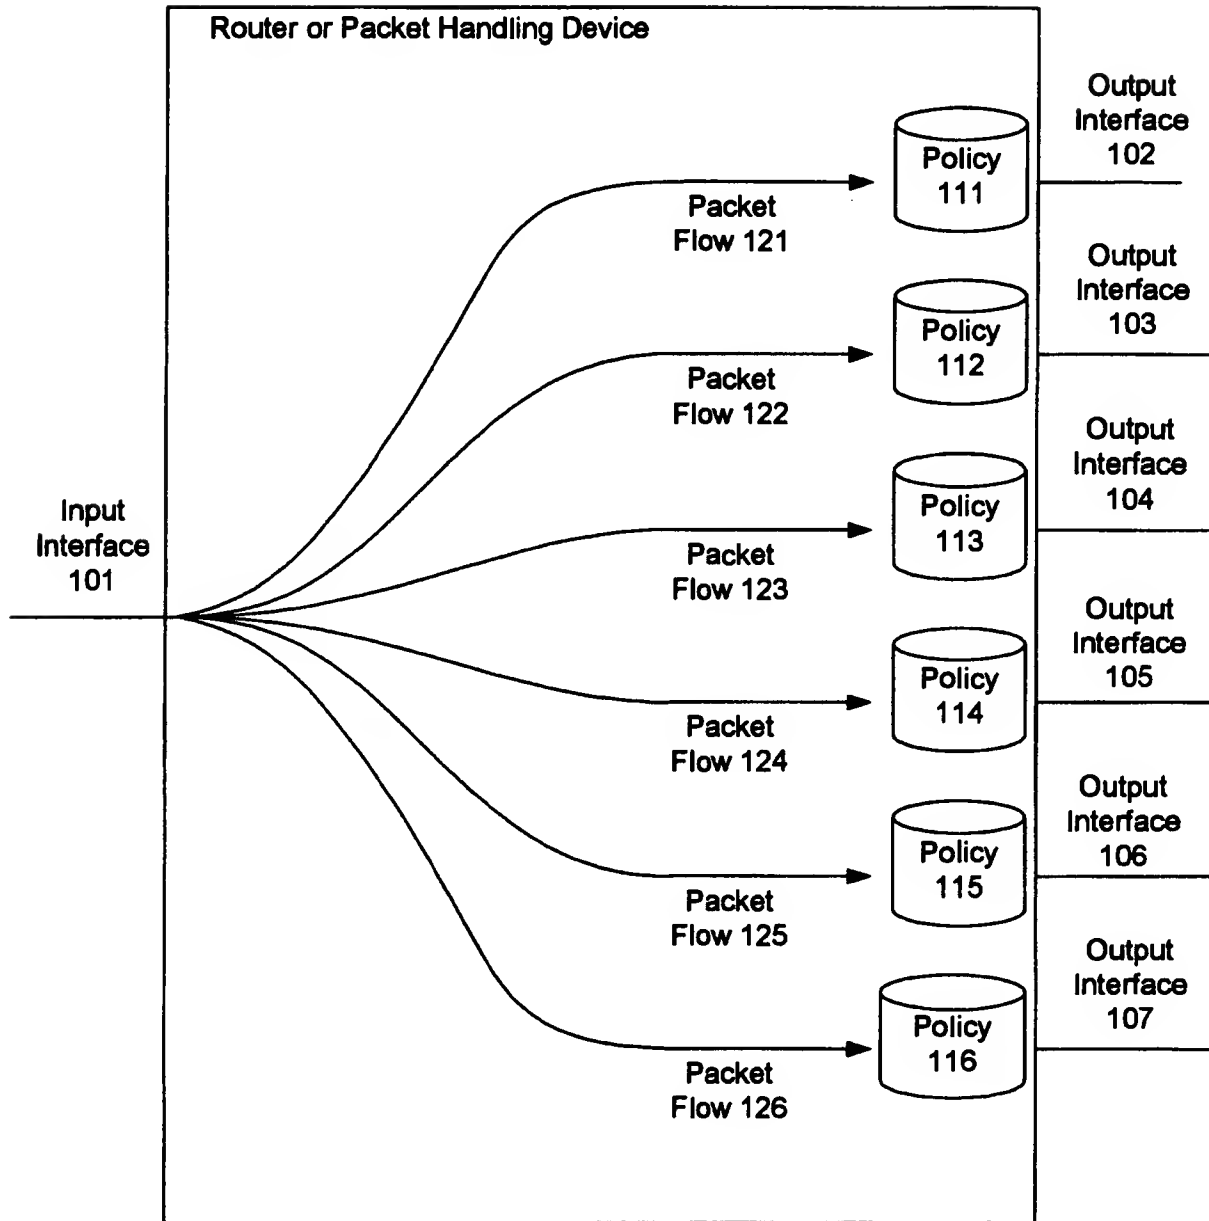 Router or Packet Handling Device
Output
Interface
102
Policy
111
Packet
Flow 121
Output
Interface
103
Policy
112
Packet
Flow 122
Output
Interface
104
Policy
113
Packet
Flow 123
Input
Interface
101
Output
Interface
105
Policy
114
Packet
Flow 124
Output
Interface
106
Policy
115
Packet
Flow 125
Output
Interface
107
Policy
116
Packet
Flow 126